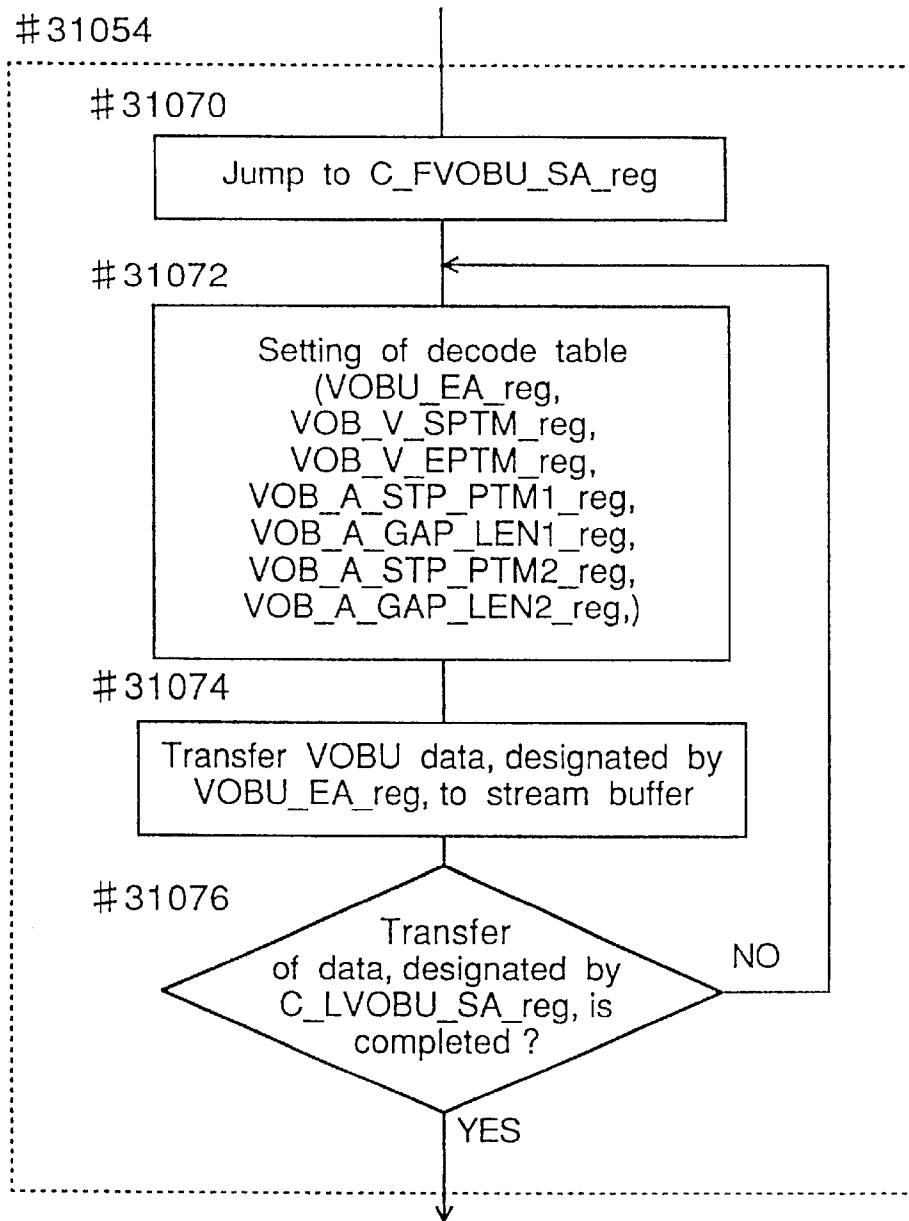 #31054
#31070
Jump to C_FVOBU_SA_reg
#31072
Setting of decode table
(VOBU_EA_reg,
VOB_V_SPTM_reg,
VOB_V_EPTM_reg,
VOB_A_STP_PTM1_reg,
VOB_A_GAP_LEN1_reg,
VOB_A_STP_PTM2_reg,
VOB_A_GAP_LEN2_reg,)
#31074
Transfer VOBU data, designated by
VOBU_EA_reg, to stream buffer
#31076
Transfer
of data, designated by
C_LVOBU_SA_reg, is
completed ?
NO
YES